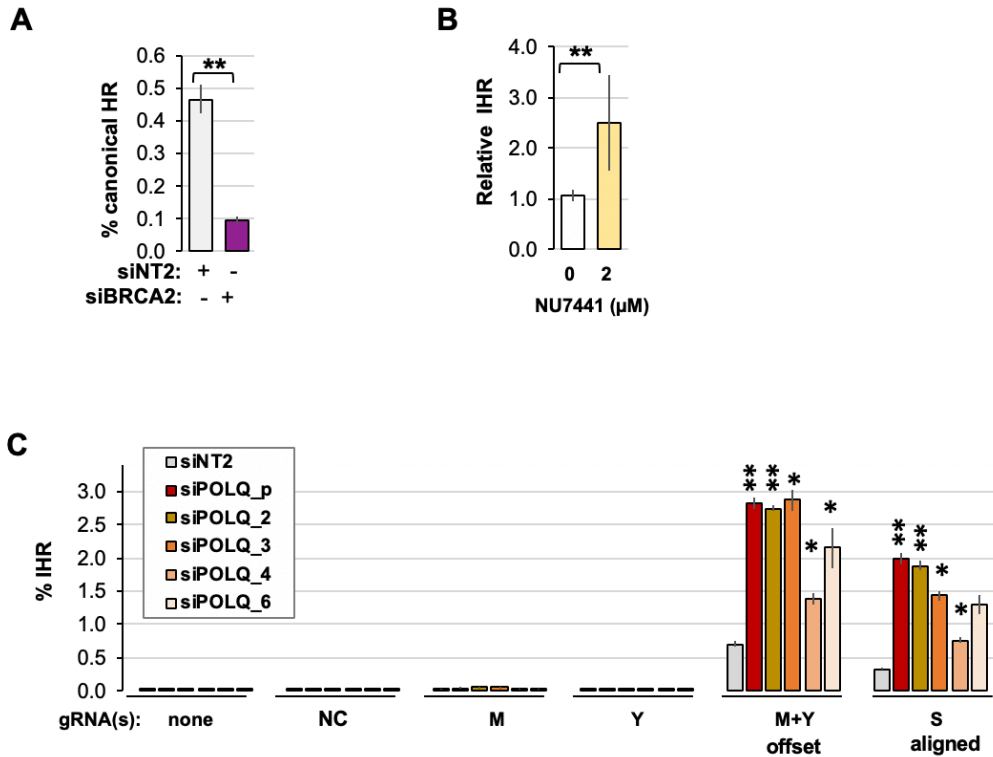 A
% canonical HR
0.6
**
0.5
0.4
0.3
0.2
0.1
0.0
siNT2: + -
siBRCA2: - +
B
Relative IHR
4.0
**
3.0
2.0
1.0
0.0
0 2
NU7441 (µM)
C
% IHR
3.0
2.5
2.0
1.5
1.0
0.5
0.0
siNT2
siPOLQ_p
siPOLQ_2
siPOLQ_3
siPOLQ_4
siPOLQ_6
** ** * * *
** ** * *
gRNA(s): none NC M Y M+Y S
offset aligned